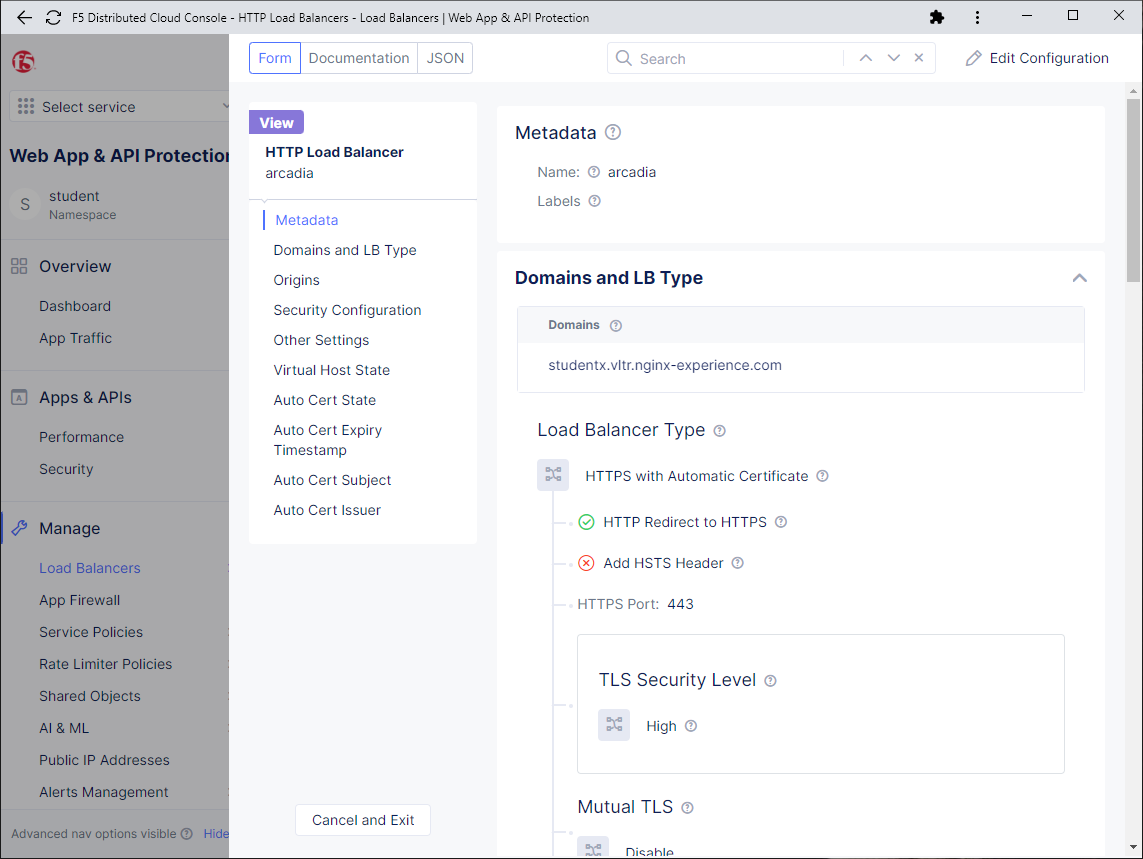 F5 Distributed Cloud Console - HTTP Load Balancers - Load Balancers | Web App & API Protection
f5
Select service
Web App & API Protection
S
student
Namespace
Overview
Dashboard
App Traffic
Apps & APIs
Performance
Security
Manage
Load Balancers
App Firewall
Service Policies
Rate Limiter Policies
Shared Objects
AI & ML
Public IP Addresses
Alerts Management
Advanced nav options visible Hide
Form Documentation JSON
Search
Edit Configuration
View
HTTP Load Balancer
arcadia
Metadata
Domains and LB Type
Origins
Security Configuration
Other Settings
Virtual Host State
Auto Cert State
Auto Cert Expiry
Timestamp
Auto Cert Subject
Auto Cert Issuer
Cancel and Exit
Metadata
Name: arcadia
Labels
Domains and LB Type
Domains
studentx.vltr.nginx-experience.com
Load Balancer Type
HTTPS with Automatic Certificate
HTTP Redirect to HTTPS
Add HSTS Header
HTTPS Port: 443
TLS Security Level
High
Mutual TLS
Disable